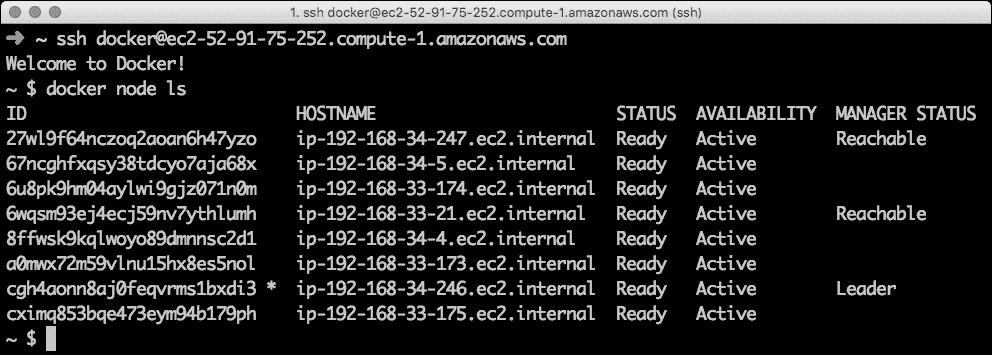 1. ssh docker@ec2-52-91-75-252.compute-1.amazonaws.com (ssh)
➜ ~ ssh docker@ec2-52-91-75-252.compute-1.amazonaws.com
Welcome to Docker!
~ $ docker node ls
ID HOSTNAME STATUS AVAILABILITY MANAGER STATUS
27wl9f64nczoq2aoan6h47yzo ip-192-168-34-247.ec2.internal Ready Active Reachable
67ncghfxqsy38tdcyo7aja68x ip-192-168-34-5.ec2.internal Ready Active
6u8pk9hm04aylwi9gjz071n0m ip-192-168-33-174.ec2.internal Ready Active
6wqsm93ej4ecj59nv7ythlumh ip-192-168-33-21.ec2.internal Ready Active Reachable
8ffwsk9kqlwoyo89dmnnsc2d1 ip-192-168-34-4.ec2.internal Ready Active
a0mwx72m59vlnu15hx8es5nol ip-192-168-33-173.ec2.internal Ready Active
cgh4aonn8aj0feqvrms1bxdi3 * ip-192-168-34-246.ec2.internal Ready Active Leader
cximq853bqe473eym94b179ph ip-192-168-33-175.ec2.internal Ready Active
~ $